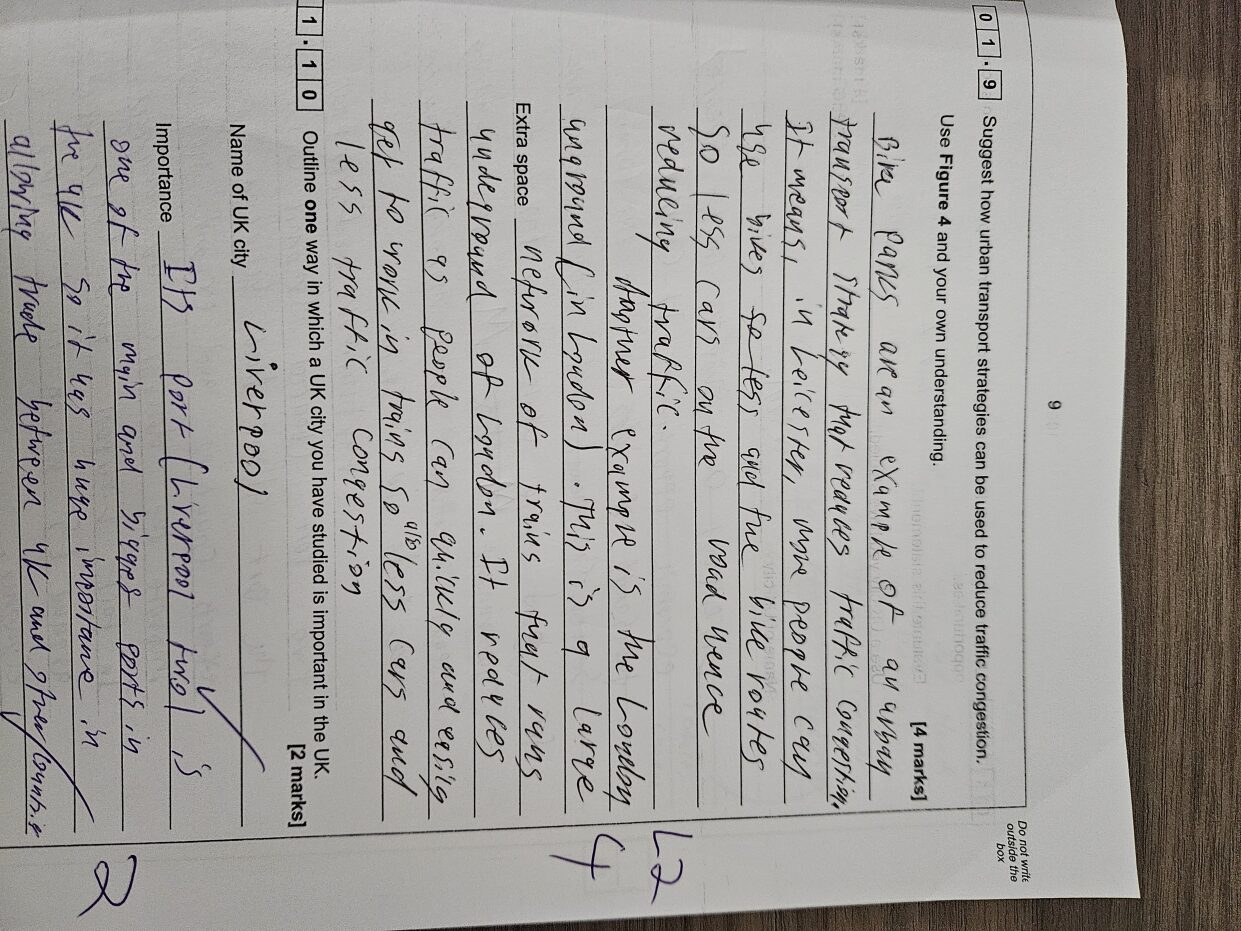 9
Do not write
outside the
box
0 1 . 9 Suggest how urban transport strategies can be used to reduce traffic congestion.
Use Figure 4 and your own understanding.
[4 marks]
Bike parks are an example of an urban
transport strategy that reduces traffic congestion.
It means, in Leicester, more people can
use bikes so less and the bike routes
so less cars on the road hence
reducing traffic.
Another example is the London
unground (in London). This is a large
Extra space network of trains that runs
undeground of London. It reduces
traffic as people can quikly and easily
get to work in trains so also less cars and
less traffic congestion
L2
4
1 . 1 0 Outline one way in which a UK city you have studied is important in the UK.
[2 marks]
Name of UK city Liverpool
Importance Its port (Liverpool two) is
one of the main and bigges ports in
the UK so it has huge importance in
allowing trade between UK and other
2